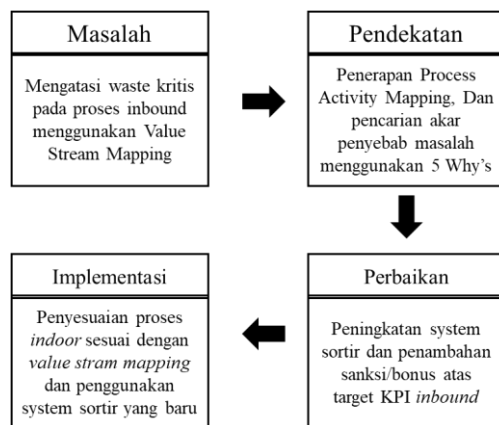 Masalah
Mengatasi waste kritis
pada proses inbound
menggunakan Value
Stream Mapping
Pendekatan
Penerapan Process
Activity Mapping, Dan
pencarian akar
penyebab masalah
menggunakan 5 Why's
Perbaikan
Peningkatan system
sortir dan penambahan
sanksi/bonus atas
target KPI inbound
Implementasi
Penyesuaian proses
indoor sesuai dengan
value stram mapping
dan penggunakan
system sortir yang baru